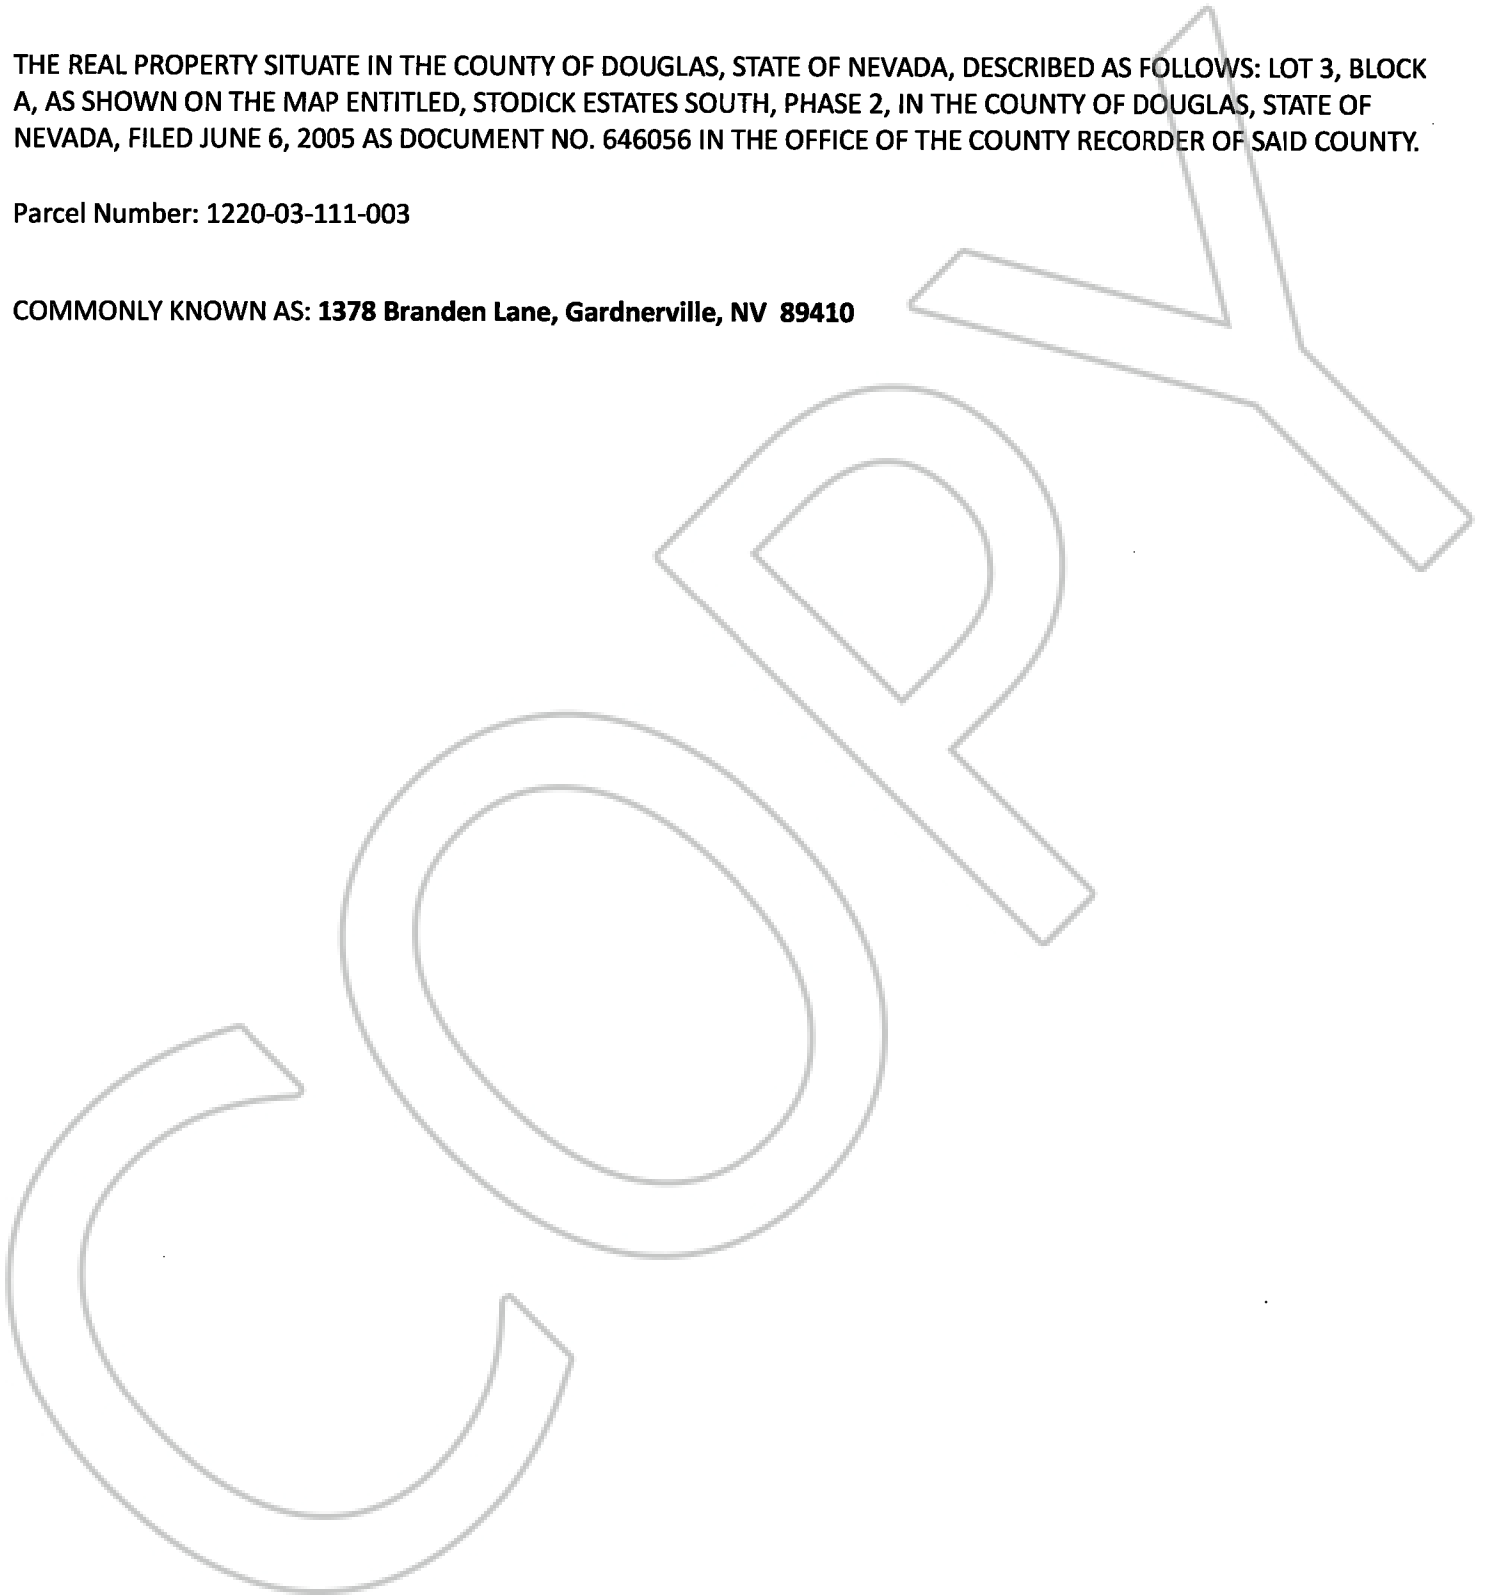 THE REAL PROPERTY SITUATE IN THE COUNTY OF DOUGLAS, STATE OF NEVADA, DESCRIBED AS FOLLOWS: LOT 3, BLOCK
A, AS SHOWN ON THE MAP ENTITLED, STODICK ESTATES SOUTH, PHASE 2, IN THE COUNTY OF DOUGLAS, STATE OF
NEVADA, FILED JUNE 6, 2005 AS DOCUMENT NO. 646056 IN THE OFFICE OF THE COUNTY RECORDER OF SAID COUNTY.
Parcel Number: 1220-03-111-003
COMMONLY KNOWN AS: 1378 Branden Lane, Gardnerville, NV  89410
COPY